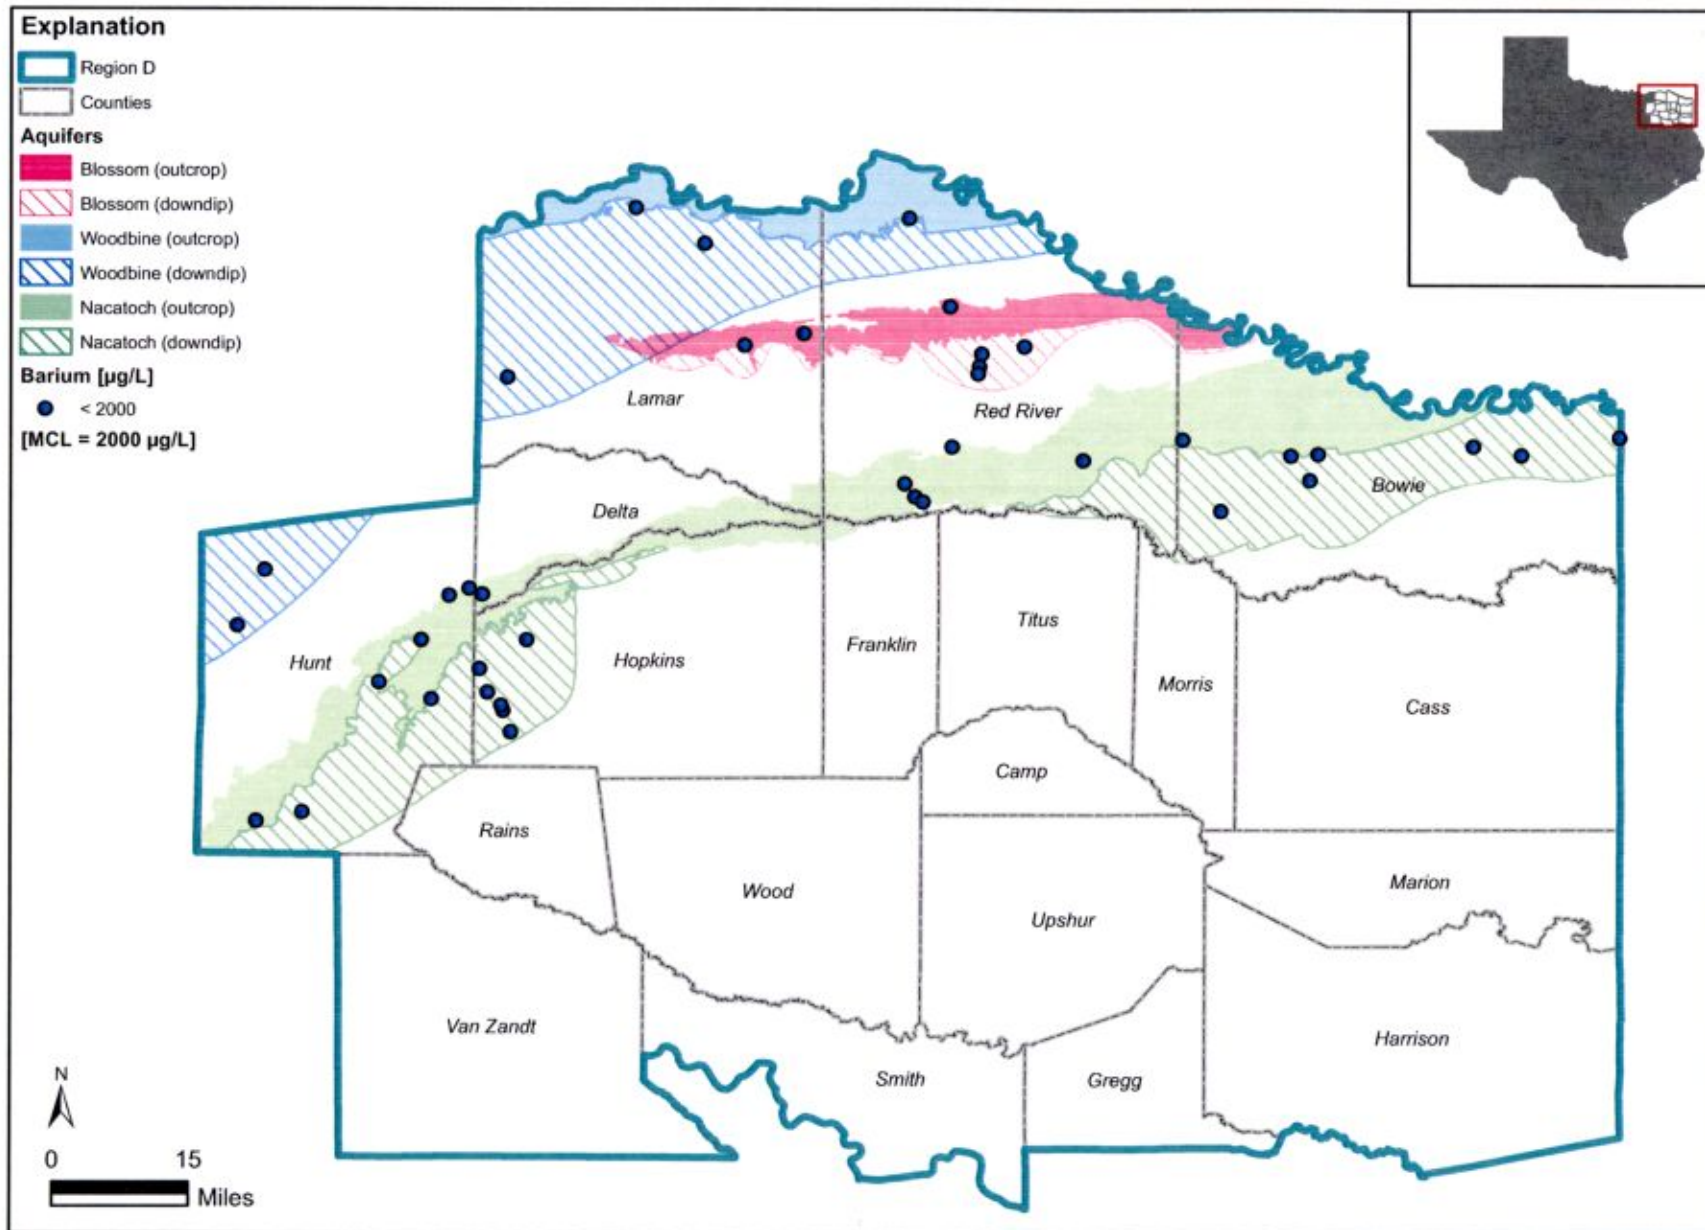 Explanation
Region D
Counties
Aquifers
Blossom (outcrop)
Blossom (downdip)
Woodbine (outcrop)
Woodbine (downdip)
Nacatoch (outcrop)
Nacatoch (downdip)
Barium [µg/L]
< 2000
[MCL = 2000 µg/L]
Lamar
Red River
Bowie
Delta
Hunt
Hopkins
Franklin
Titus
Morris
Cass
Camp
Rains
Wood
Upshur
Marion
Van Zandt
Smith
Gregg
Harrison
N
0 15
Miles